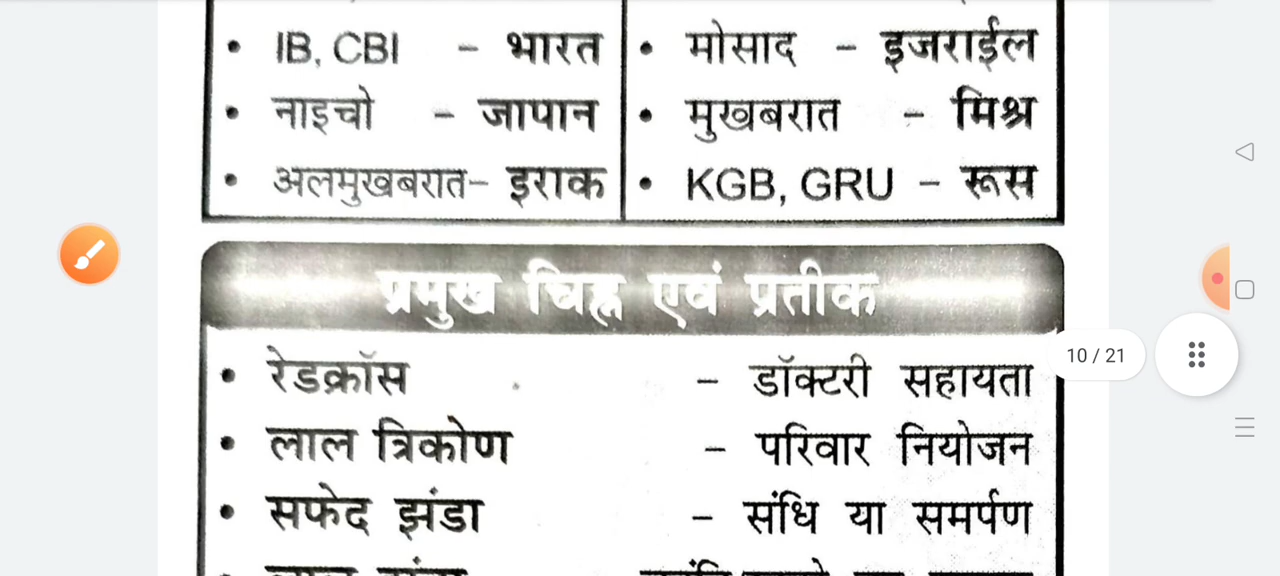 • IB, CBI – भारत • मोसाद – इजराईल
• नाइचो – जापान • मुखबरात – मिश्र
• अलमुखबरात– इराक • KGB, GRU – रूस
प्रमुख चिह्न एवं प्रतीक
• रेडक्रॉस – डॉक्टरी सहायता
10 / 21
• लाल त्रिकोण – परिवार नियोजन
• सफेद झंडा – संधि या समर्पण